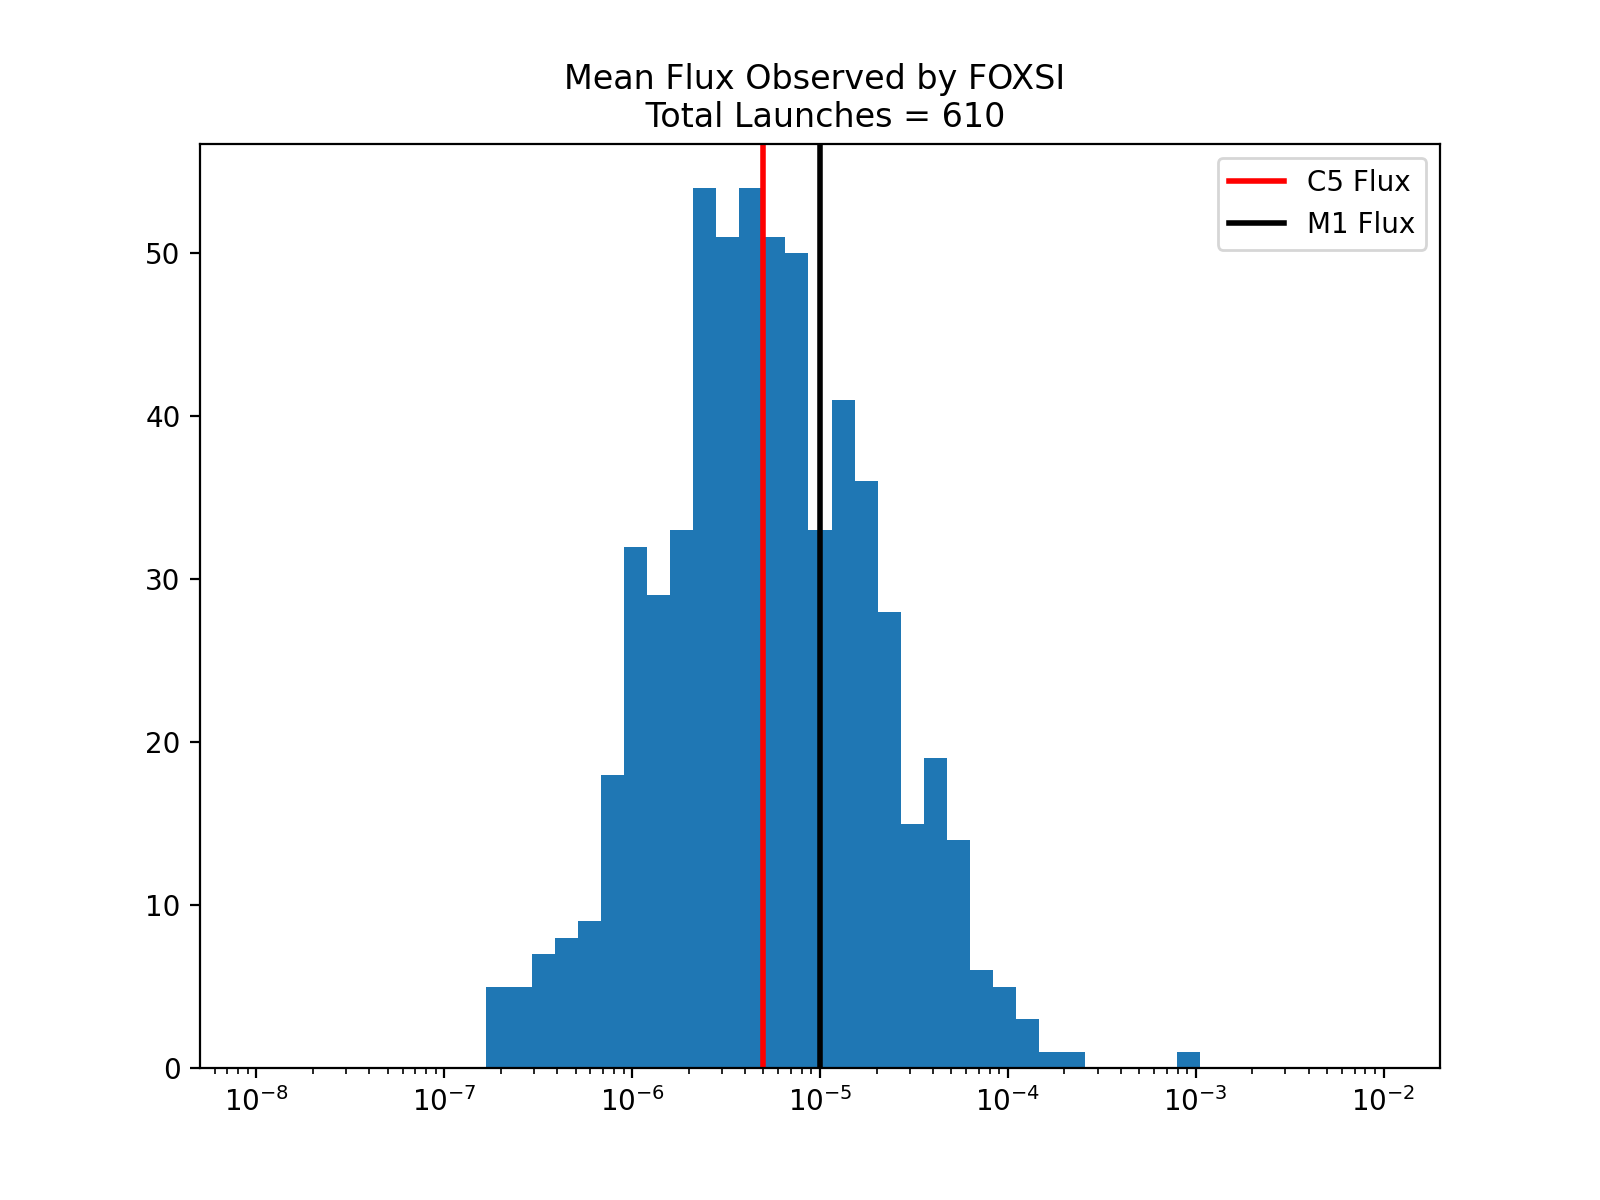 Mean Flux Observed by FOXSI
Total Launches = 610
C5 Flux
M1 Flux
50
40
30
20
10
0
10⁻⁸ 10⁻⁷ 10⁻⁶ 10⁻⁵ 10⁻⁴ 10⁻³ 10⁻²